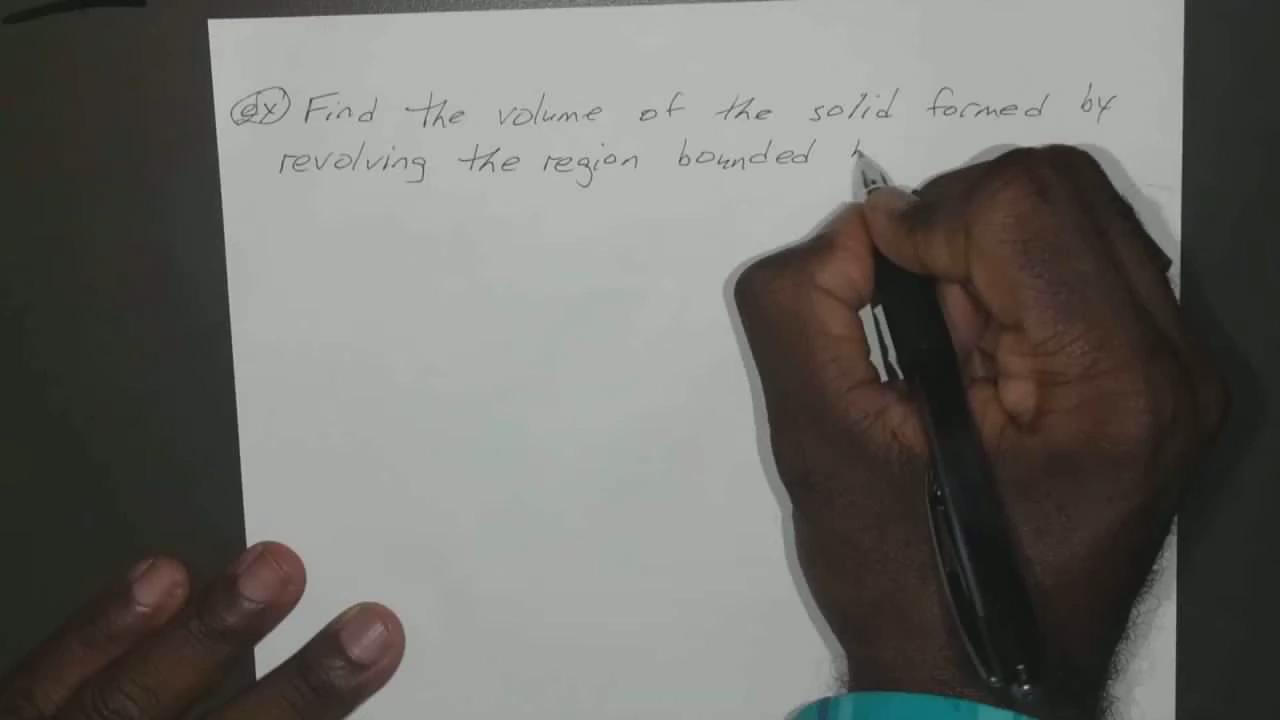 ex) Find the volume of the solid formed by
revolving the region bounded